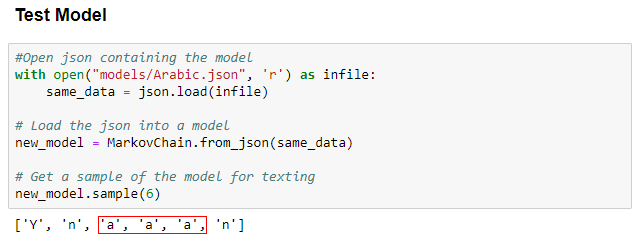 Test Model
#Open json containing the model
with open("models/Arabic.json", 'r') as infile:
    same_data = json.load(infile)
# Load the json into a model
new_model = MarkovChain.from_json(same_data)
# Get a sample of the model for texting
new_model.sample(6)
['Y', 'n', 'a', 'a', 'a', 'n']